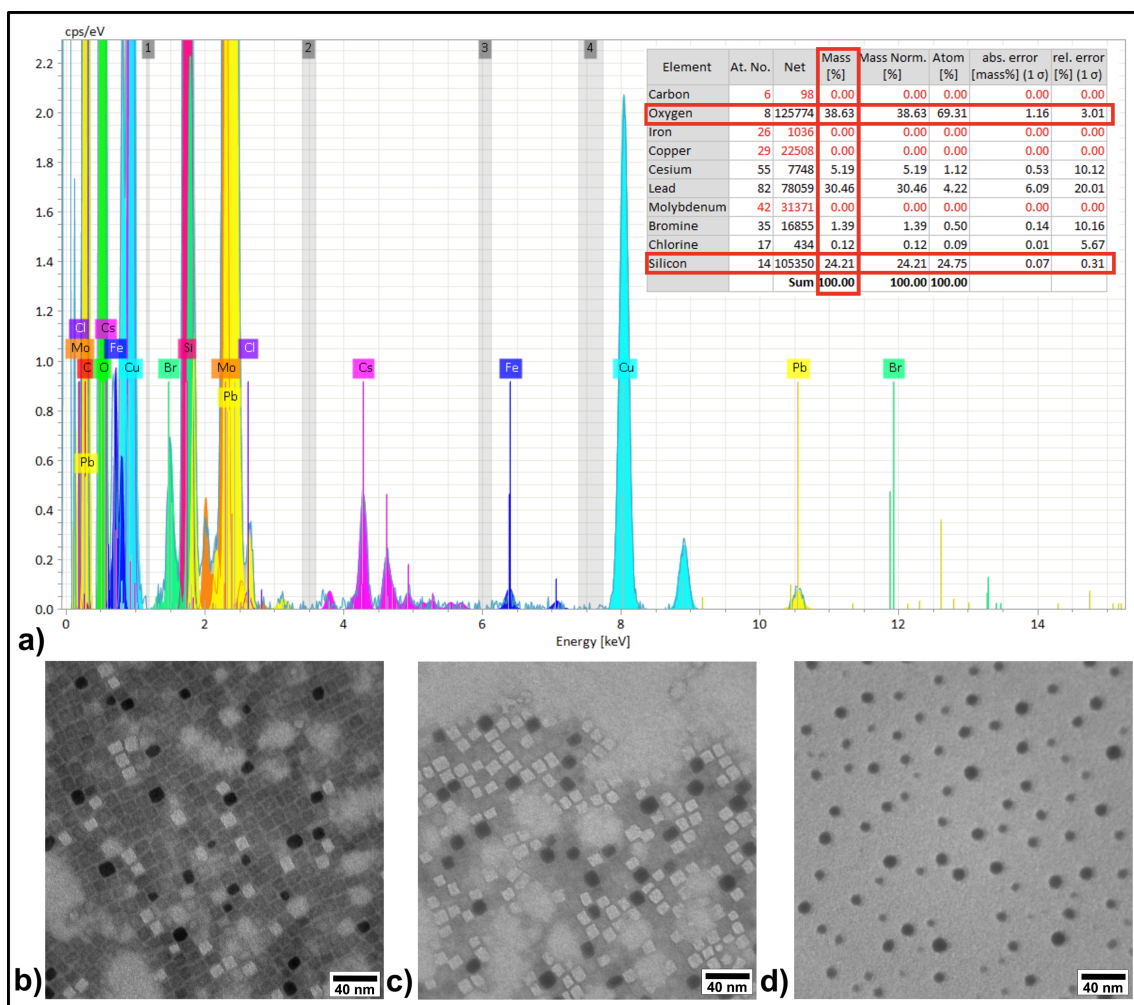 cps/eV
1 2 3 4
2.2
2.0
1.8
1.6
1.4
1.2
1.0
0.8
0.6
0.4
0.2
0.0
Element At. No. Net Mass [%] Mass Norm. [%] Atom [%] abs. error [mass%] (1 σ) rel. error [%] (1 σ)
Carbon 6 98 0.00 0.00 0.00 0.00 0.00
Oxygen 8 125774 38.63 38.63 69.31 1.16 3.01
Iron 26 1036 0.00 0.00 0.00 0.00 0.00
Copper 29 22508 0.00 0.00 0.00 0.00 0.00
Cesium 55 7748 5.19 5.19 1.12 0.53 10.12
Lead 82 78059 30.46 30.46 4.22 6.09 20.01
Molybdenum 42 31371 0.00 0.00 0.00 0.00 0.00
Bromine 35 16855 1.39 1.39 0.50 0.14 10.16
Chlorine 17 434 0.12 0.12 0.09 0.01 5.67
Silicon 14 105350 24.21 24.21 24.75 0.07 0.31
Sum 100.00 100.00 100.00
Cl Cs
Mo Fe Si Cl
C O Cu Br Mo Cs Fe Cu Pb Br
Pb
Pb
0 2 4 6 8 10 12 14
Energy [keV]
a)
b) 40 nm
c) 40 nm
d) 40 nm